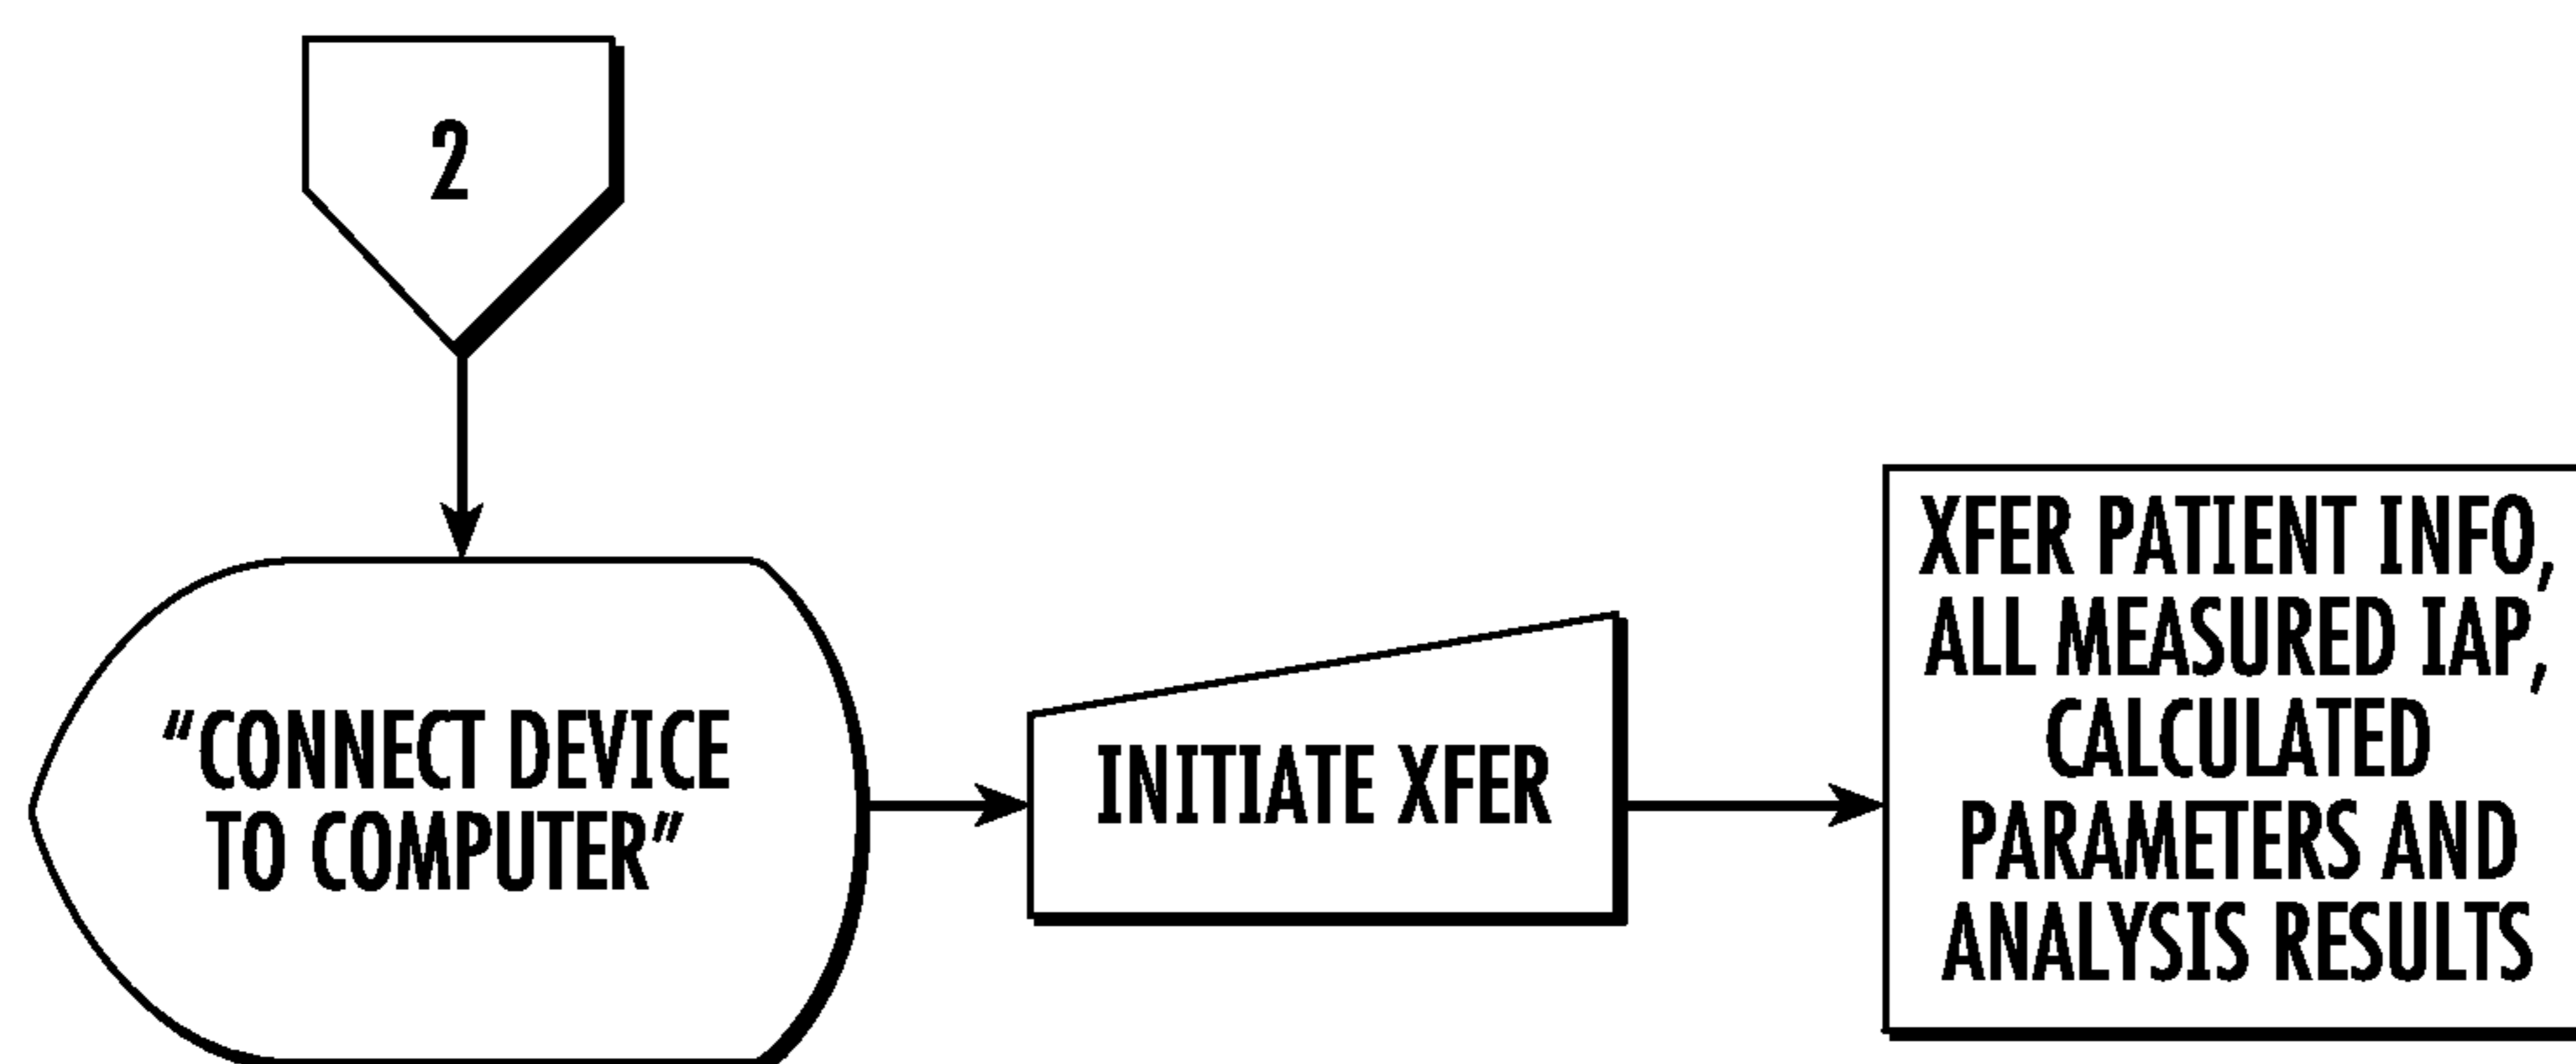 2
"CONNECT DEVICE
TO COMPUTER"
INITIATE XFER
XFER PATIENT INFO,
ALL MEASURED IAP,
CALCULATED
PARAMETERS AND
ANALYSIS RESULTS